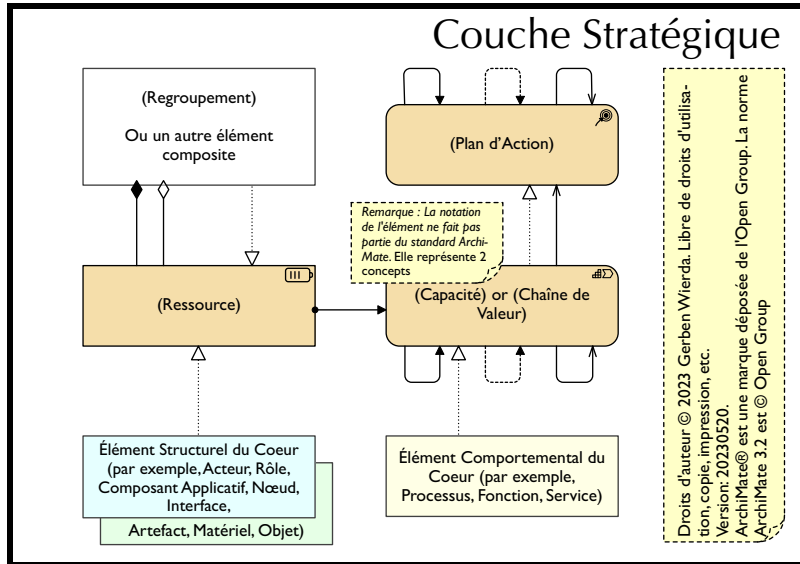 Couche Stratégique
(Regroupement)
Ou un autre élément
composite
(Plan d’Action)
Remarque : La notation
de l'élément ne fait pas
partie du standard Archi-
Mate. Elle représente 2
concepts
(Ressource)
(Capacité) or (Chaîne de
Valeur)
Élément Structurel du Coeur
(par exemple, Acteur, Rôle,
Composant Applicatif, Nœud,
Interface,
Artefact, Matériel, Objet)
Élément Comportemental du
Coeur (par exemple,
Processus, Fonction, Service)
Droits d'auteur © 2023 Gerben Wierda. Libre de droits d'utilisa-
tion, copie, impression, etc.
Version: 20230520.
ArchiMate® est une marque déposée de l'Open Group. La norme
ArchiMate 3.2 est © Open Group